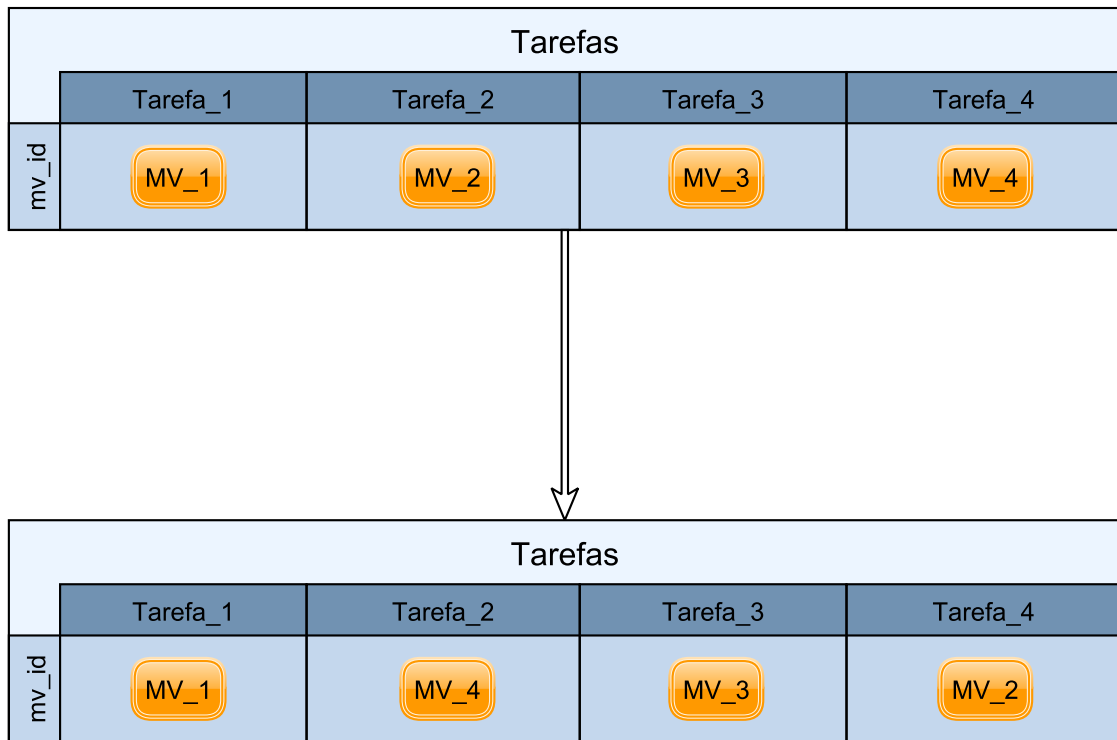 Tarefas
Tarefa_1 Tarefa_2 Tarefa_3 Tarefa_4
mv_id MV_1 MV_2 MV_3 MV_4
Tarefas
Tarefa_1 Tarefa_2 Tarefa_3 Tarefa_4
mv_id MV_1 MV_4 MV_3 MV_2